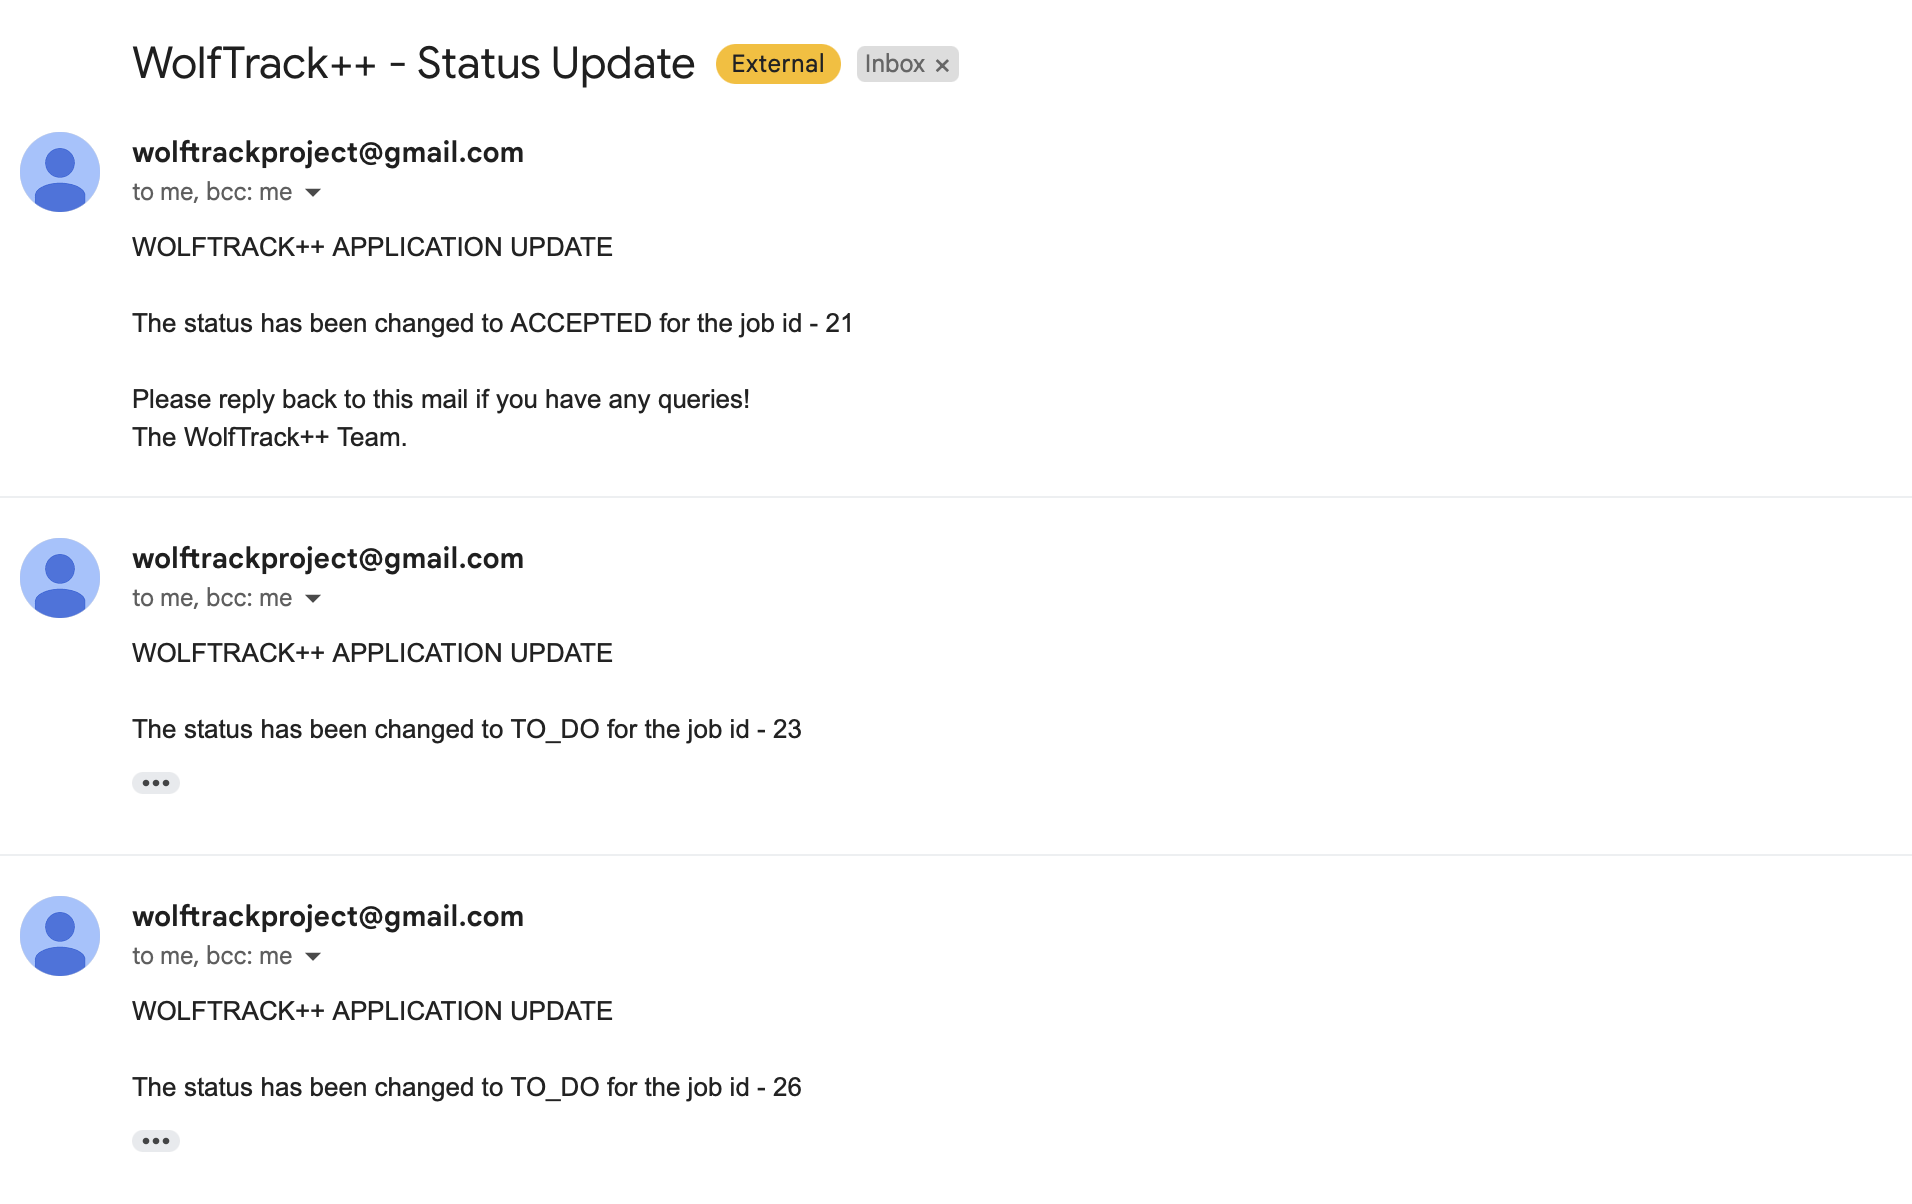 WolfTrack++ - Status Update External Inbox ×
wolftrackproject@gmail.com
to me, bcc: me
WOLFTRACK++ APPLICATION UPDATE
The status has been changed to ACCEPTED for the job id - 21
Please reply back to this mail if you have any queries!
The WolfTrack++ Team.
wolftrackproject@gmail.com
to me, bcc: me
WOLFTRACK++ APPLICATION UPDATE
The status has been changed to TO_DO for the job id - 23
wolftrackproject@gmail.com
to me, bcc: me
WOLFTRACK++ APPLICATION UPDATE
The status has been changed to TO_DO for the job id - 26